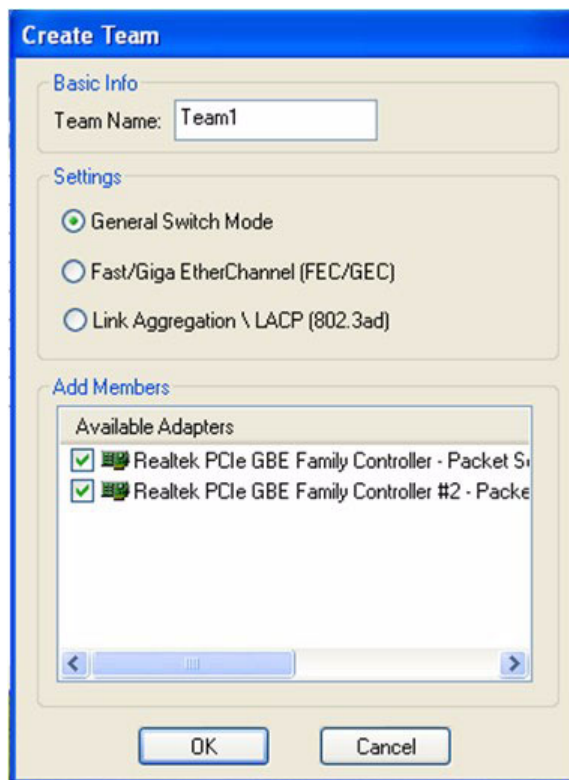 Create Team
Basic Info
Team Name: Team1
Settings
General Switch Mode
Fast/Giga EtherChannel (FEC/GEC)
Link Aggregation \ LACP (802.3ad)
Add Members
Available Adapters
Realtek PCIe GBE Family Controller - Packet
Realtek PCIe GBE Family Controller #2 -
OK Cancel